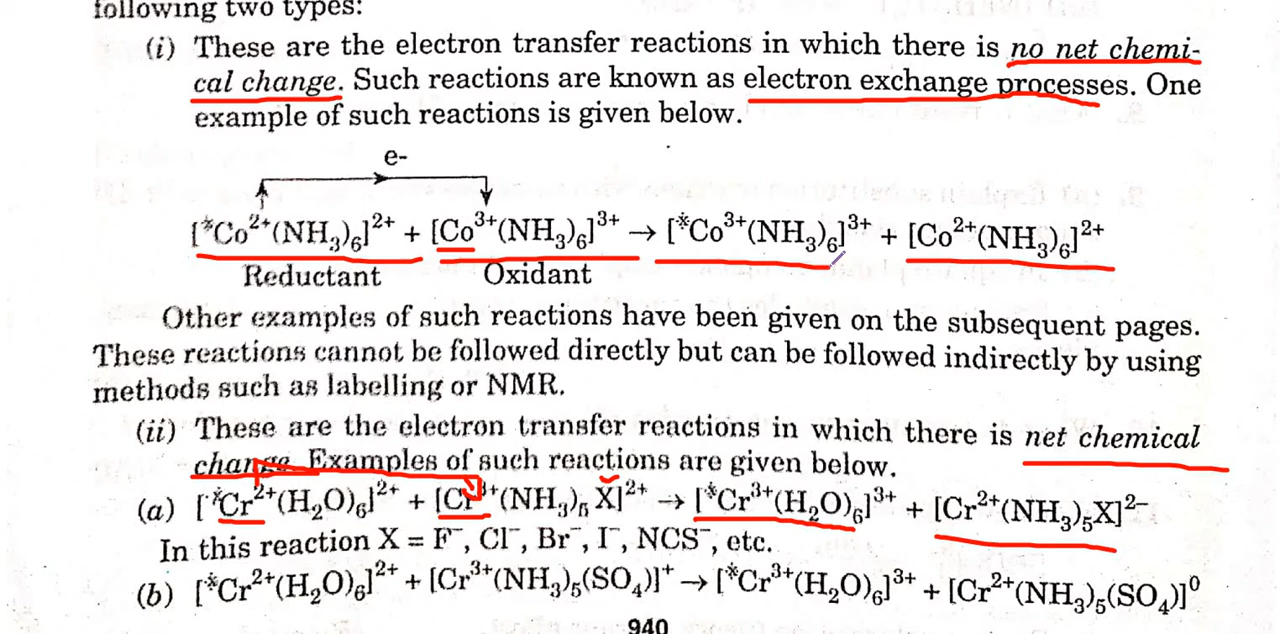 following two types:
(i) These are the electron transfer reactions in which there is no net chemi-
cal change. Such reactions are known as electron exchange processes. One
example of such reactions is given below.
e-
[*Co²⁺(NH₃)₆]²⁺ + [Co³⁺(NH₃)₆]³⁺ → [*Co³⁺(NH₃)₆]³⁺ + [Co²⁺(NH₃)₆]²⁺
Reductant Oxidant
Other examples of such reactions have been given on the subsequent pages.
These reactions cannot be followed directly but can be followed indirectly by using
methods such as labelling or NMR.
(ii) These are the electron transfer reactions in which there is net chemical
change. Examples of such reactions are given below.
(a) [*Cr²⁺(H₂O)₆]²⁺ + [Cr³⁺(NH₃)₅ X]²⁺ → [*Cr³⁺(H₂O)₆]³⁺ + [Cr²⁺(NH₃)₅X]²⁻
In this reaction X = F⁻, Cl⁻, Br⁻, I⁻, NCS⁻, etc.
(b) [*Cr²⁺(H₂O)₆]²⁺ + [Cr³⁺(NH₃)₅(SO₄)]⁺ → [*Cr³⁺(H₂O)₆]³⁺ + [Cr²⁺(NH₃)₅(SO₄)]⁰
940